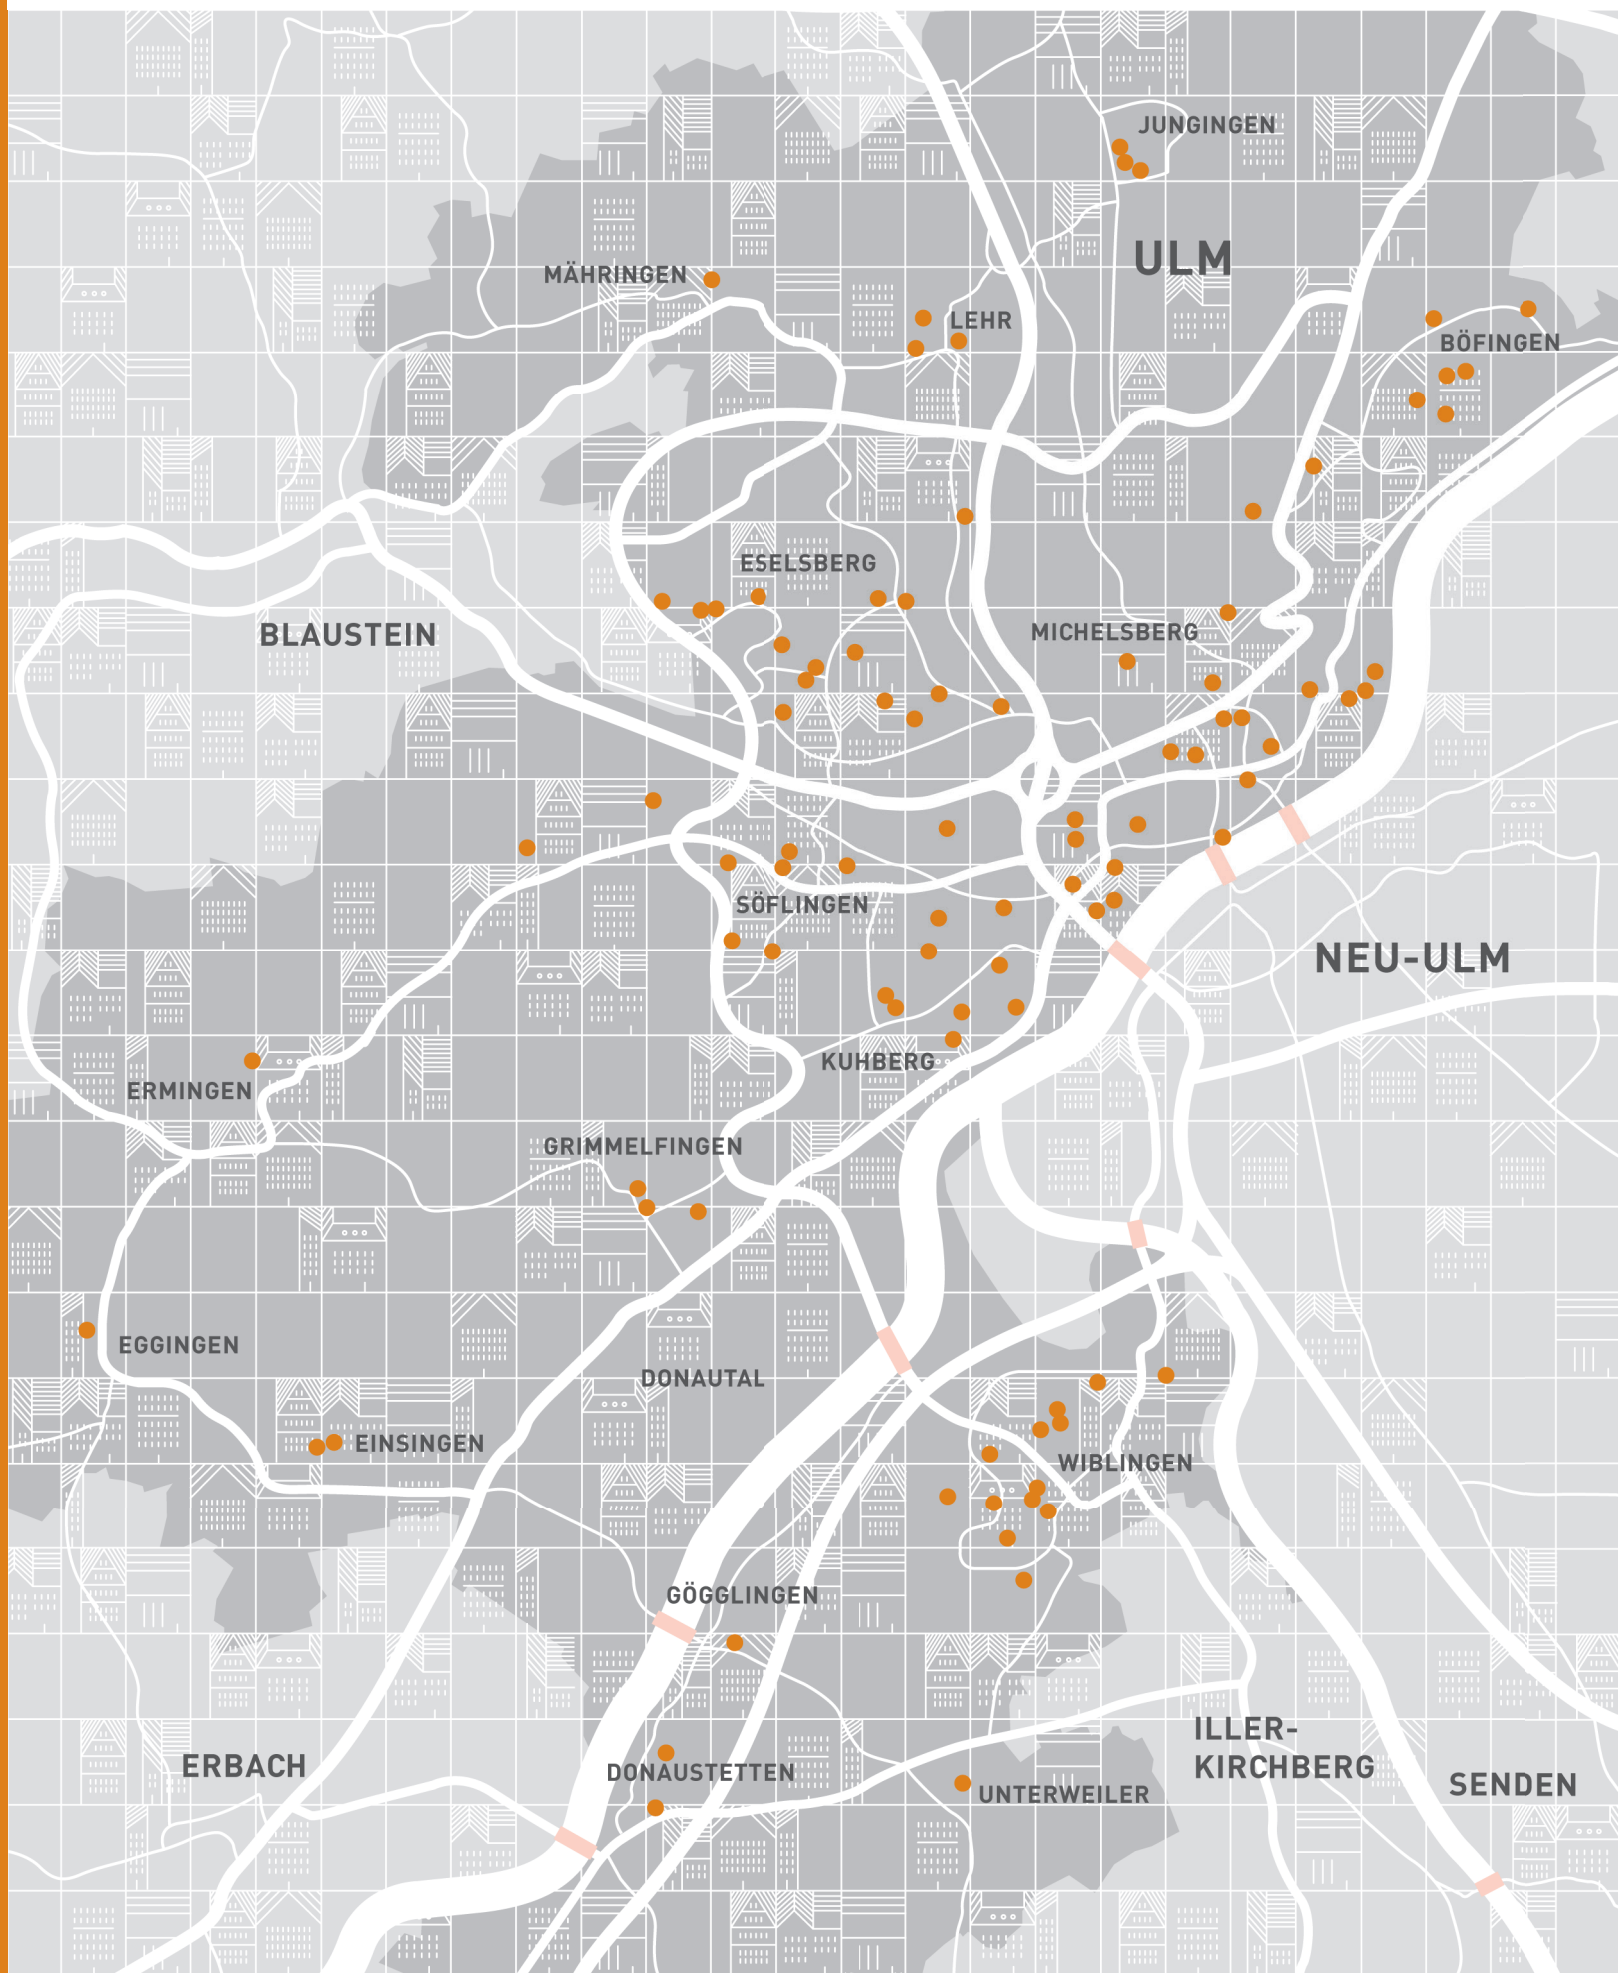 JUNGINGEN
ULM
MÄHRINGEN
LEHR
BÖFINGEN
ESELSBERG
BLAUSTEIN
MICHELSBERG
SÖFLINGEN
NEU-ULM
KUHBERG
ERMINGEN
GRIMMELFINGEN
EGGINGEN
DONAUTAL
EINSINGEN
WIBLINGEN
GÖGGLINGEN
ILLER-
KIRCHBERG
ERBACH
DONAUSTETTEN
SENDEN
UNTERWEILER